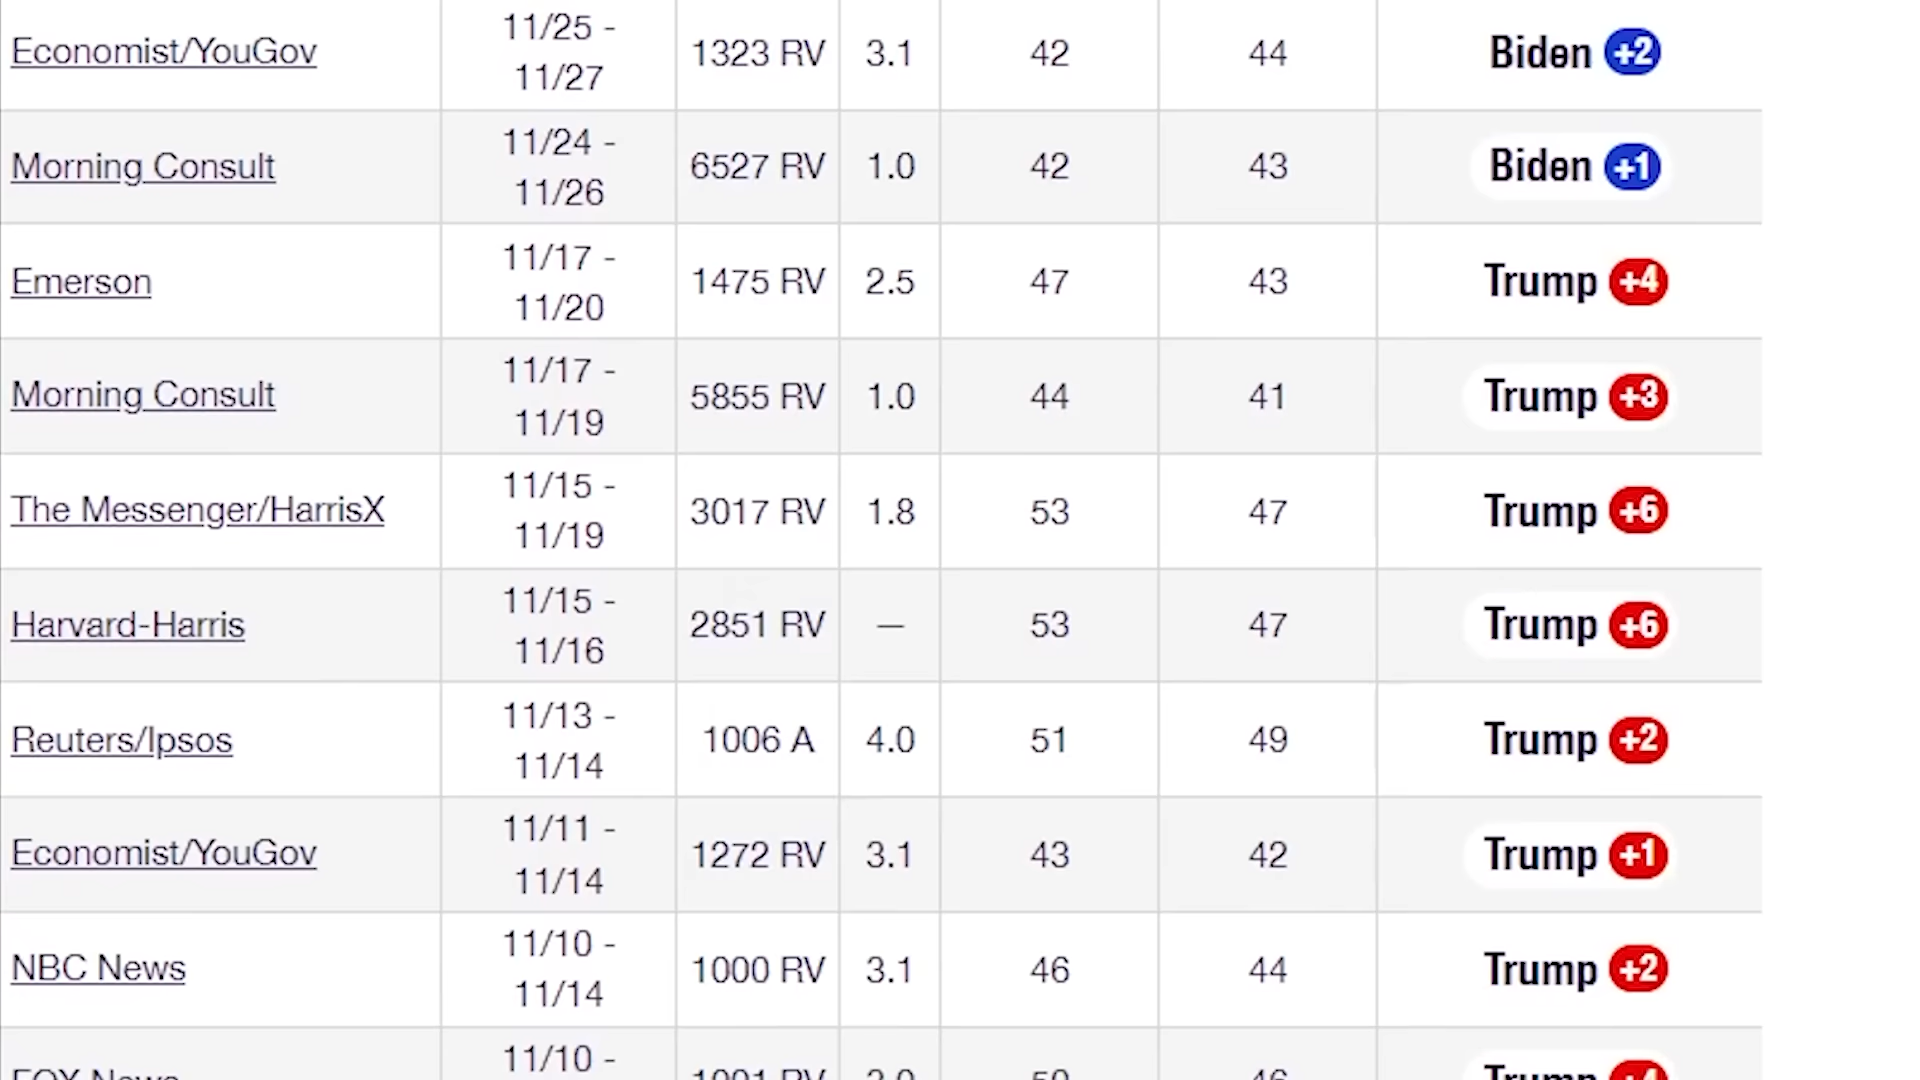 11/25 -
Economist/YouGov 1323 RV 3.1 42 44 Biden +2
11/27
11/24 -
Morning Consult 6527 RV 1.0 42 43 Biden +1
11/26
11/17 -
Emerson 1475 RV 2.5 47 43 Trump +4
11/20
11/17 -
Morning Consult 5855 RV 1.0 44 41 Trump +3
11/19
11/15 -
The Messenger/HarrisX 3017 RV 1.8 53 47 Trump +6
11/19
11/15 -
Harvard-Harris 2851 RV — 53 47 Trump +6
11/16
11/13 -
Reuters/Ipsos 1006 A 4.0 51 49 Trump +2
11/14
11/11 -
Economist/YouGov 1272 RV 3.1 43 42 Trump +1
11/14
11/10 -
NBC News 1000 RV 3.1 46 44 Trump +2
11/14
11/10 -
FOX News RV Trump +4